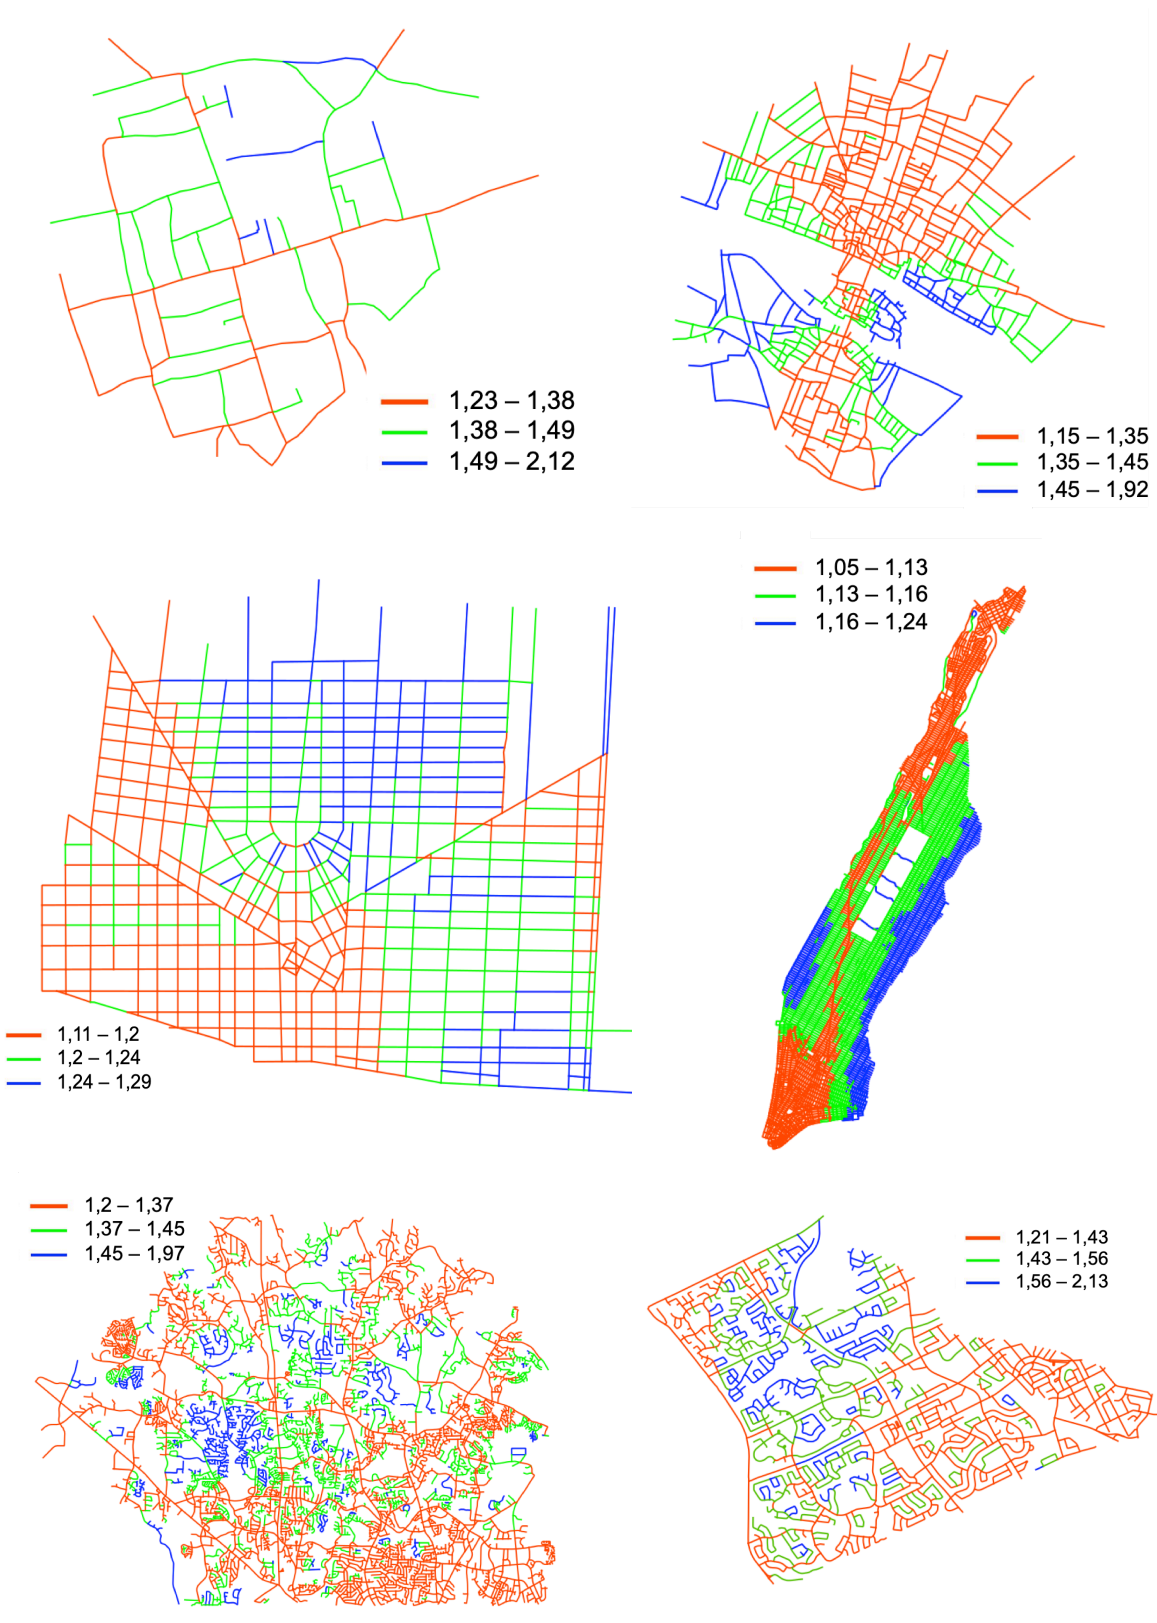 1,23 – 1,38
1,38 – 1,49
1,49 – 2,12
1,15 – 1,35
1,35 – 1,45
1,45 – 1,92
1,05 – 1,13
1,13 – 1,16
1,16 – 1,24
1,11 – 1,2
1,2 – 1,24
1,24 – 1,29
1,2 – 1,37
1,37 – 1,45
1,45 – 1,97
1,21 – 1,43
1,43 – 1,56
1,56 – 2,13